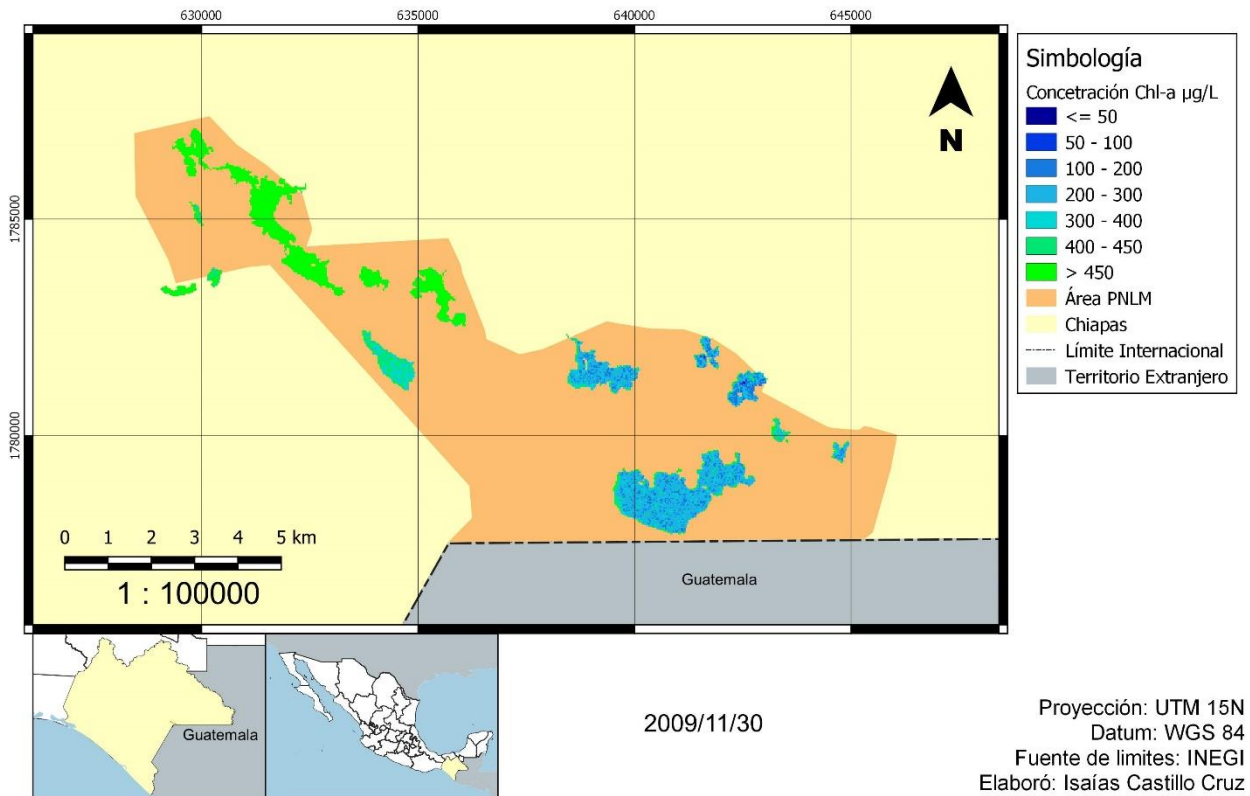 630000
635000
640000
645000
1785000
1780000
N
0 1 2 3 4 5 km
1 : 100000
Guatemala
Simbología
Concetración Chl-a µg/L
<= 50
50 - 100
100 - 200
200 - 300
300 - 400
400 - 450
> 450
Área PNLM
Chiapas
Límite Internacional
Territorio Extranjero
Guatemala
2009/11/30
Proyección: UTM 15N
Datum: WGS 84
Fuente de limites: INEGI
Elaboró: Isaías Castillo Cruz